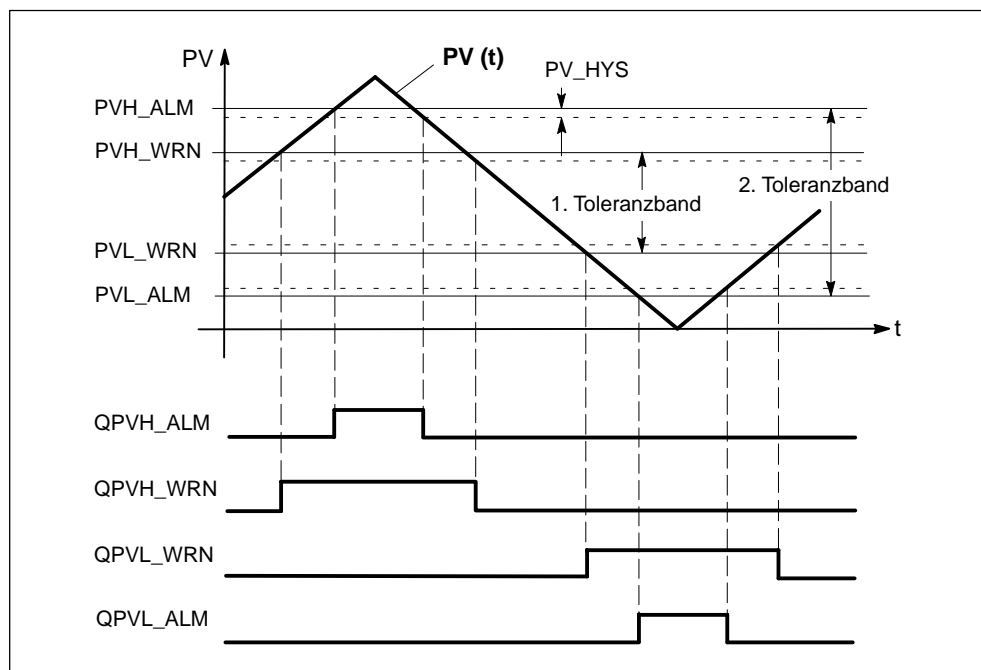 PV
PV (t)
PV_HYS
PVH_ALM
PVH_WRN
1. Toleranzband
2. Toleranzband
PVL_WRN
PVL_ALM
t
QPVH_ALM
QPVH_WRN
QPVL_WRN
QPVL_ALM